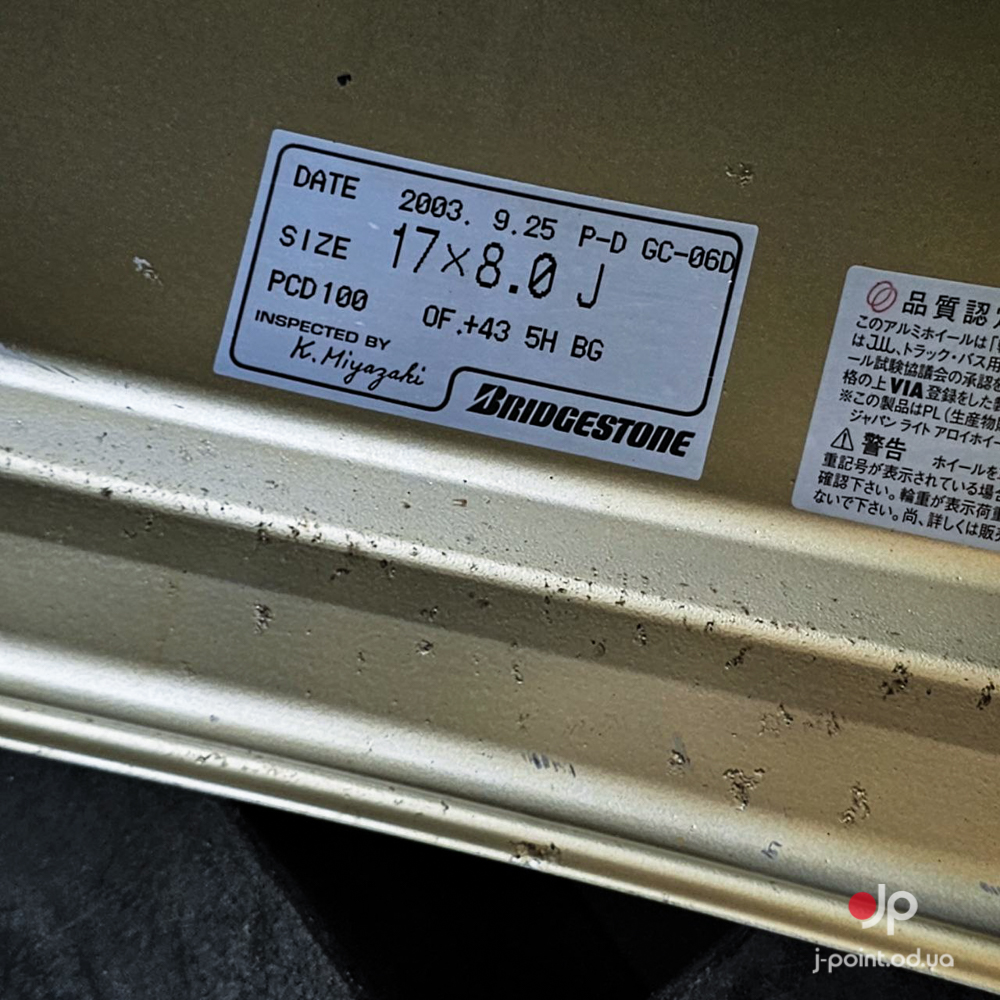 DATE 2003. 9.25 P-D GC-06D
SIZE 17×8.0 J
PCD100 OF.+43 5H BG
INSPECTED BY
K. Miyazaki
BRIDGESTONE
品質認
このアルミホイールは「
はJWL、トラック・バス用
ール試験協議会の承認
格の上VIA登録をした
※この製品はPL(生産物
ジャパン ライト アロイホイー
⚠ 警告 ホイールを
重記号が表示されている場
確認下さい。輪重が表示荷重
ないで下さい。尚、詳しくは販
JP
j-point.od.ua